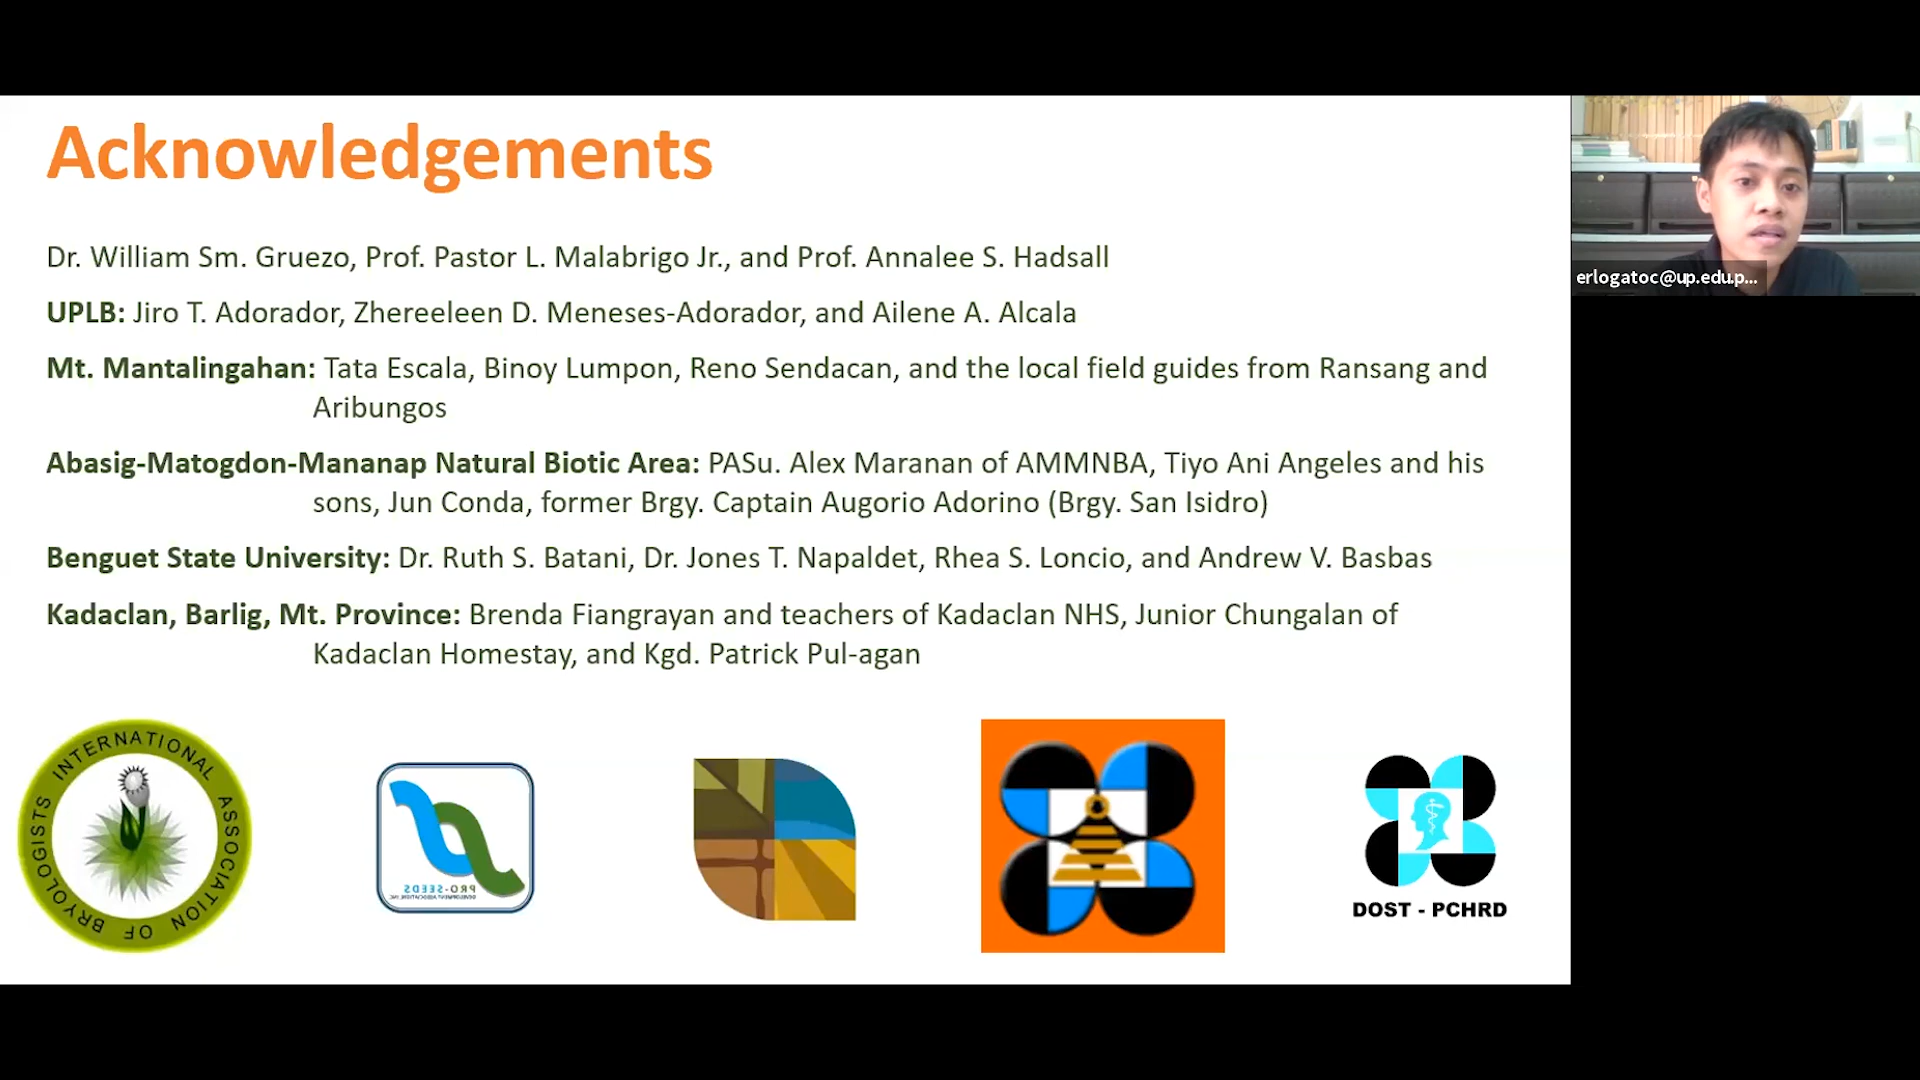 Acknowledgements
erlogatoc@up.edu.p...
Dr. William Sm. Gruezo, Prof. Pastor L. Malabrigo Jr., and Prof. Annalee S. Hadsall
UPLB: Jiro T. Adorador, Zhereeleen D. Meneses-Adorador, and Ailene A. Alcala
Mt. Mantalingahan: Tata Escala, Binoy Lumpon, Reno Sendacan, and the local field guides from Ransang and
Aribungos
Abasig-Matogdon-Mananap Natural Biotic Area: PASu. Alex Maranan of AMMNBA, Tiyo Ani Angeles and his
sons, Jun Conda, former Brgy. Captain Augorio Adorino (Brgy. San Isidro)
Benguet State University: Dr. Ruth S. Batani, Dr. Jones T. Napaldet, Rhea S. Loncio, and Andrew V. Basbas
Kadaclan, Barlig, Mt. Province: Brenda Fiangrayan and teachers of Kadaclan NHS, Junior Chungalan of
Kadaclan Homestay, and Kgd. Patrick Pul-agan
INTERNATIONAL ASSOCIATION OF BRYOLOGISTS
PRO-SEEDS
DEVELOPMENT ASSOCIATION, INC.
DOST - PCHRD